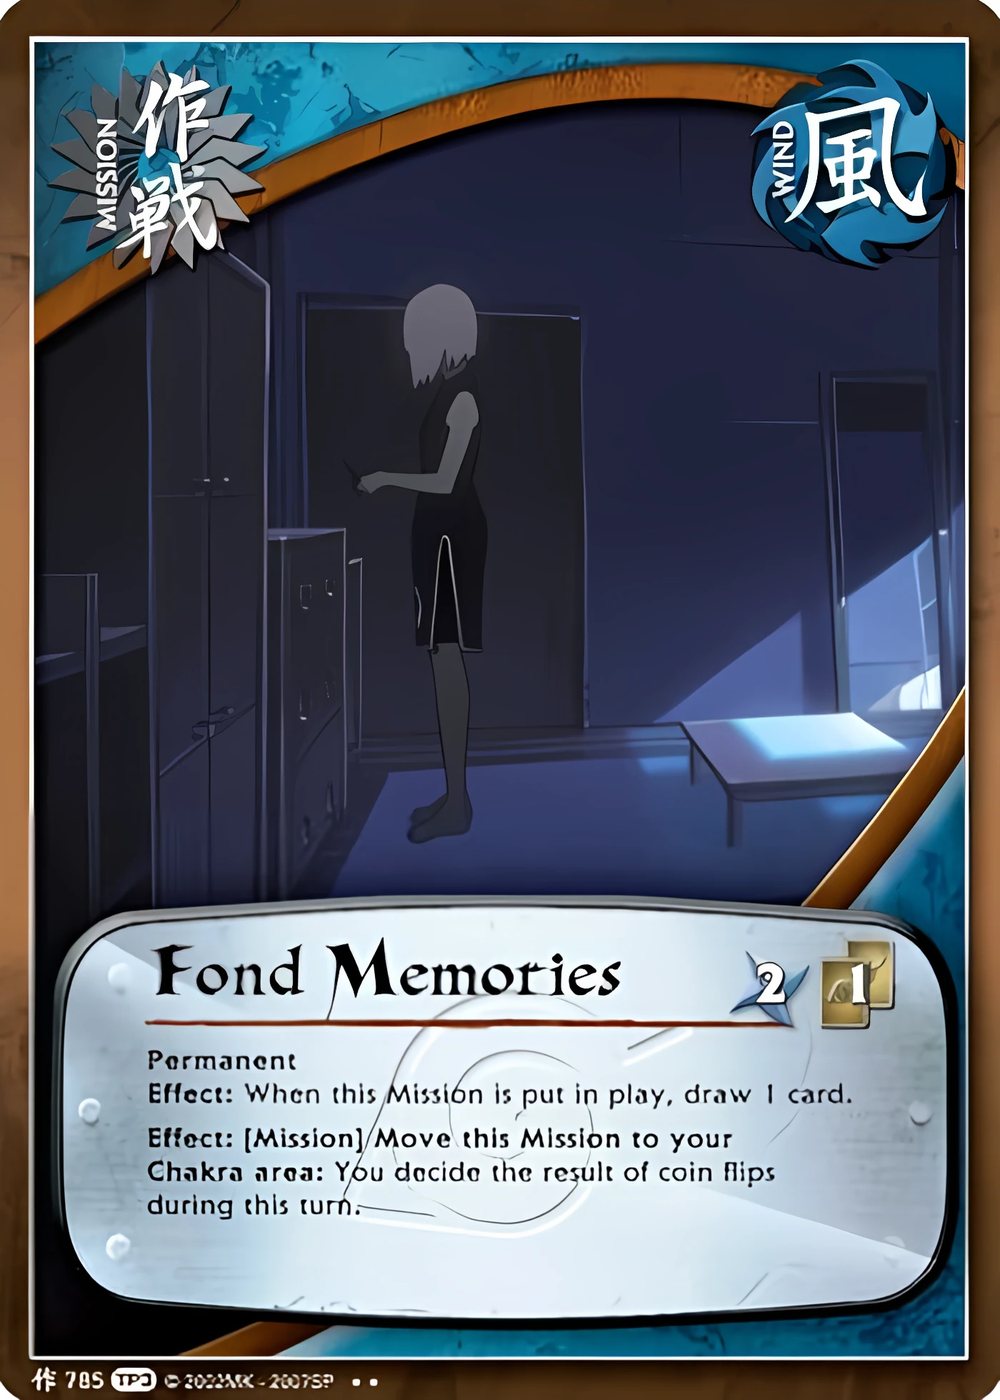 MISSION
作戦
WIND
風
Fond Memories
2
1
Permanent
Effect: When this Mission is put in play, draw 1 card.
Effect: [Mission] Move this Mission to your
Chakra area: You decide the result of coin flips
during this turn.
作 785